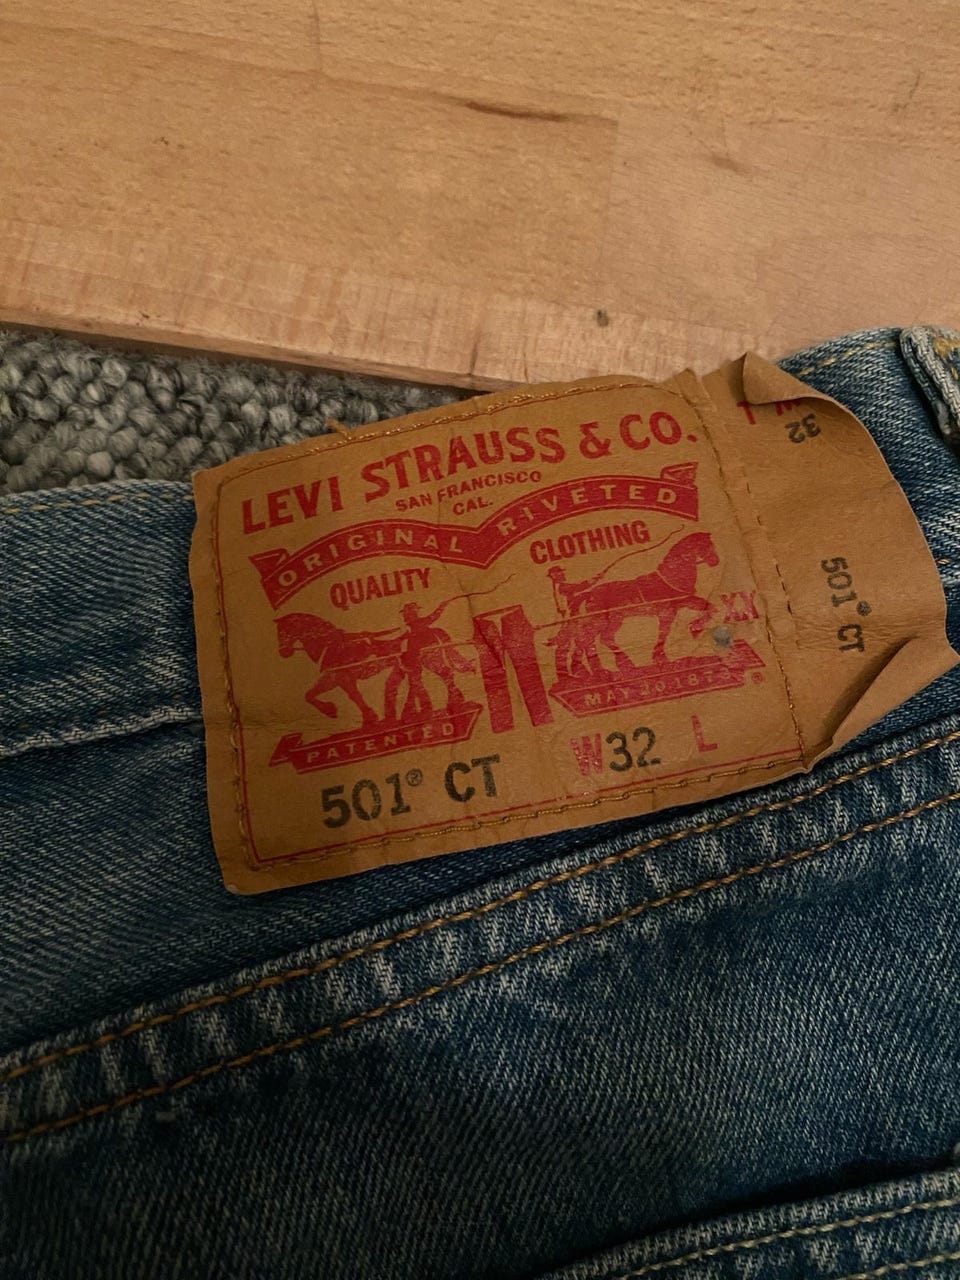 LEVI STRAUSS & CO.
SAN FRANCISCO
CAL.
ORIGINAL RIVETED
QUALITY CLOTHING
XX
PATENTED MAY 20 1873 ®
501® CT W32 L
W
32
L
501® CT